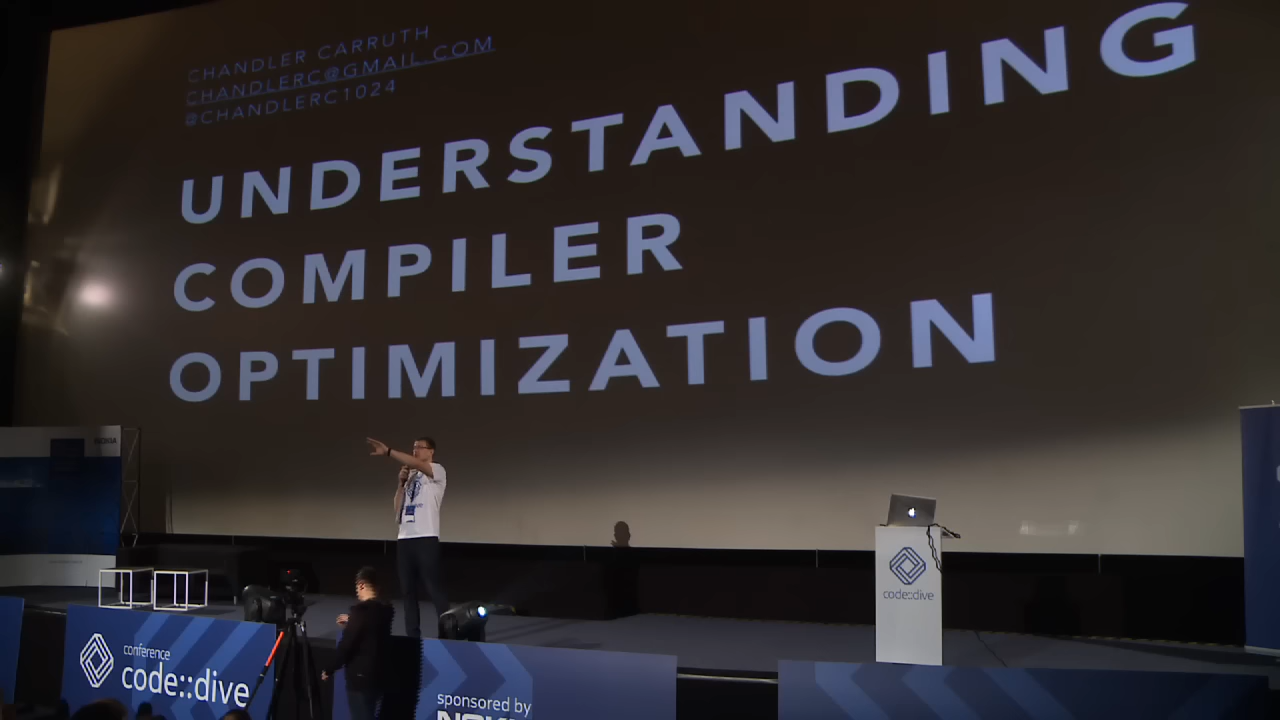 CHANDLER CARRUTH
CHANDLERC@GMAIL.COM
@CHANDLERC1024
UNDERSTANDING
COMPILER
OPTIMIZATION
code::dive
conference
code::dive
sponsored by